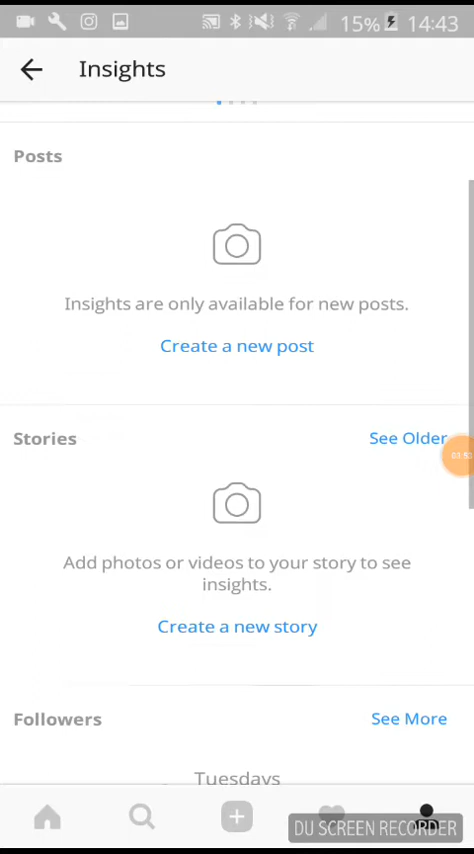 15% 14:43
Insights
Posts
Insights are only available for new posts.
Create a new post
Stories
See Older
Add photos or videos to your story to see
insights.
Create a new story
Followers
See More
Tuesdays
DU SCREEN RECORDER